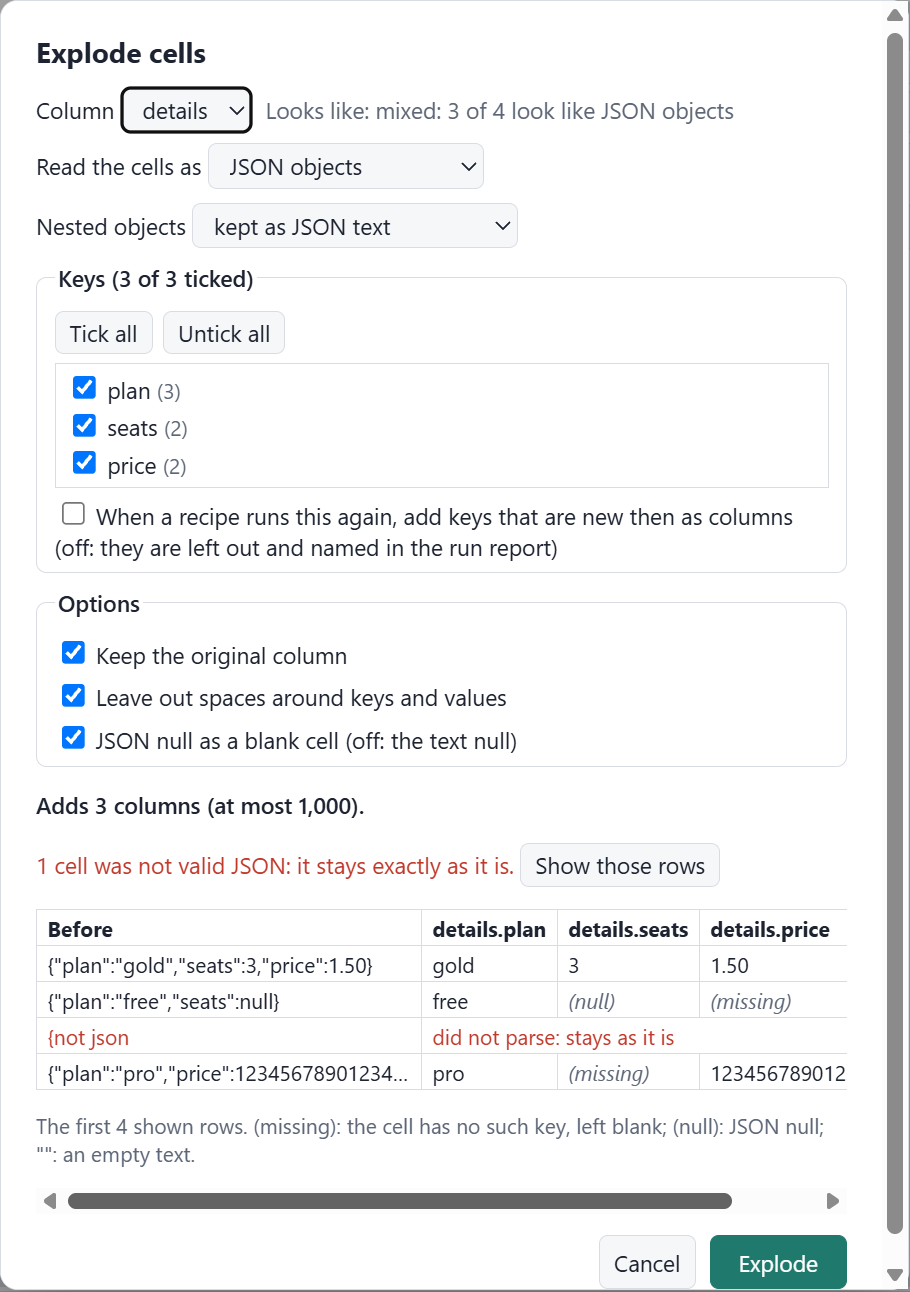 Explode cells
Column details Looks like: mixed: 3 of 4 look like JSON objects
Read the cells as JSON objects
Nested objects kept as JSON text
Keys (3 of 3 ticked)
Tick all Untick all
plan (3)
seats (2)
price (2)
When a recipe runs this again, add keys that are new then as columns
(off: they are left out and named in the run report)
Options
Keep the original column
Leave out spaces around keys and values
JSON null as a blank cell (off: the text null)
Adds 3 columns (at most 1,000).
1 cell was not valid JSON: it stays exactly as it is. Show those rows
Before details.plan details.seats details.price
{"plan":"gold","seats":3,"price":1.50} gold 3 1.50
{"plan":"free","seats":null} free (null) (missing)
{not json did not parse: stays as it is
{"plan":"pro","price":12345678901234... pro (missing) 123456789012
The first 4 shown rows. (missing): the cell has no such key, left blank; (null): JSON null;
"": an empty text.
Cancel Explode